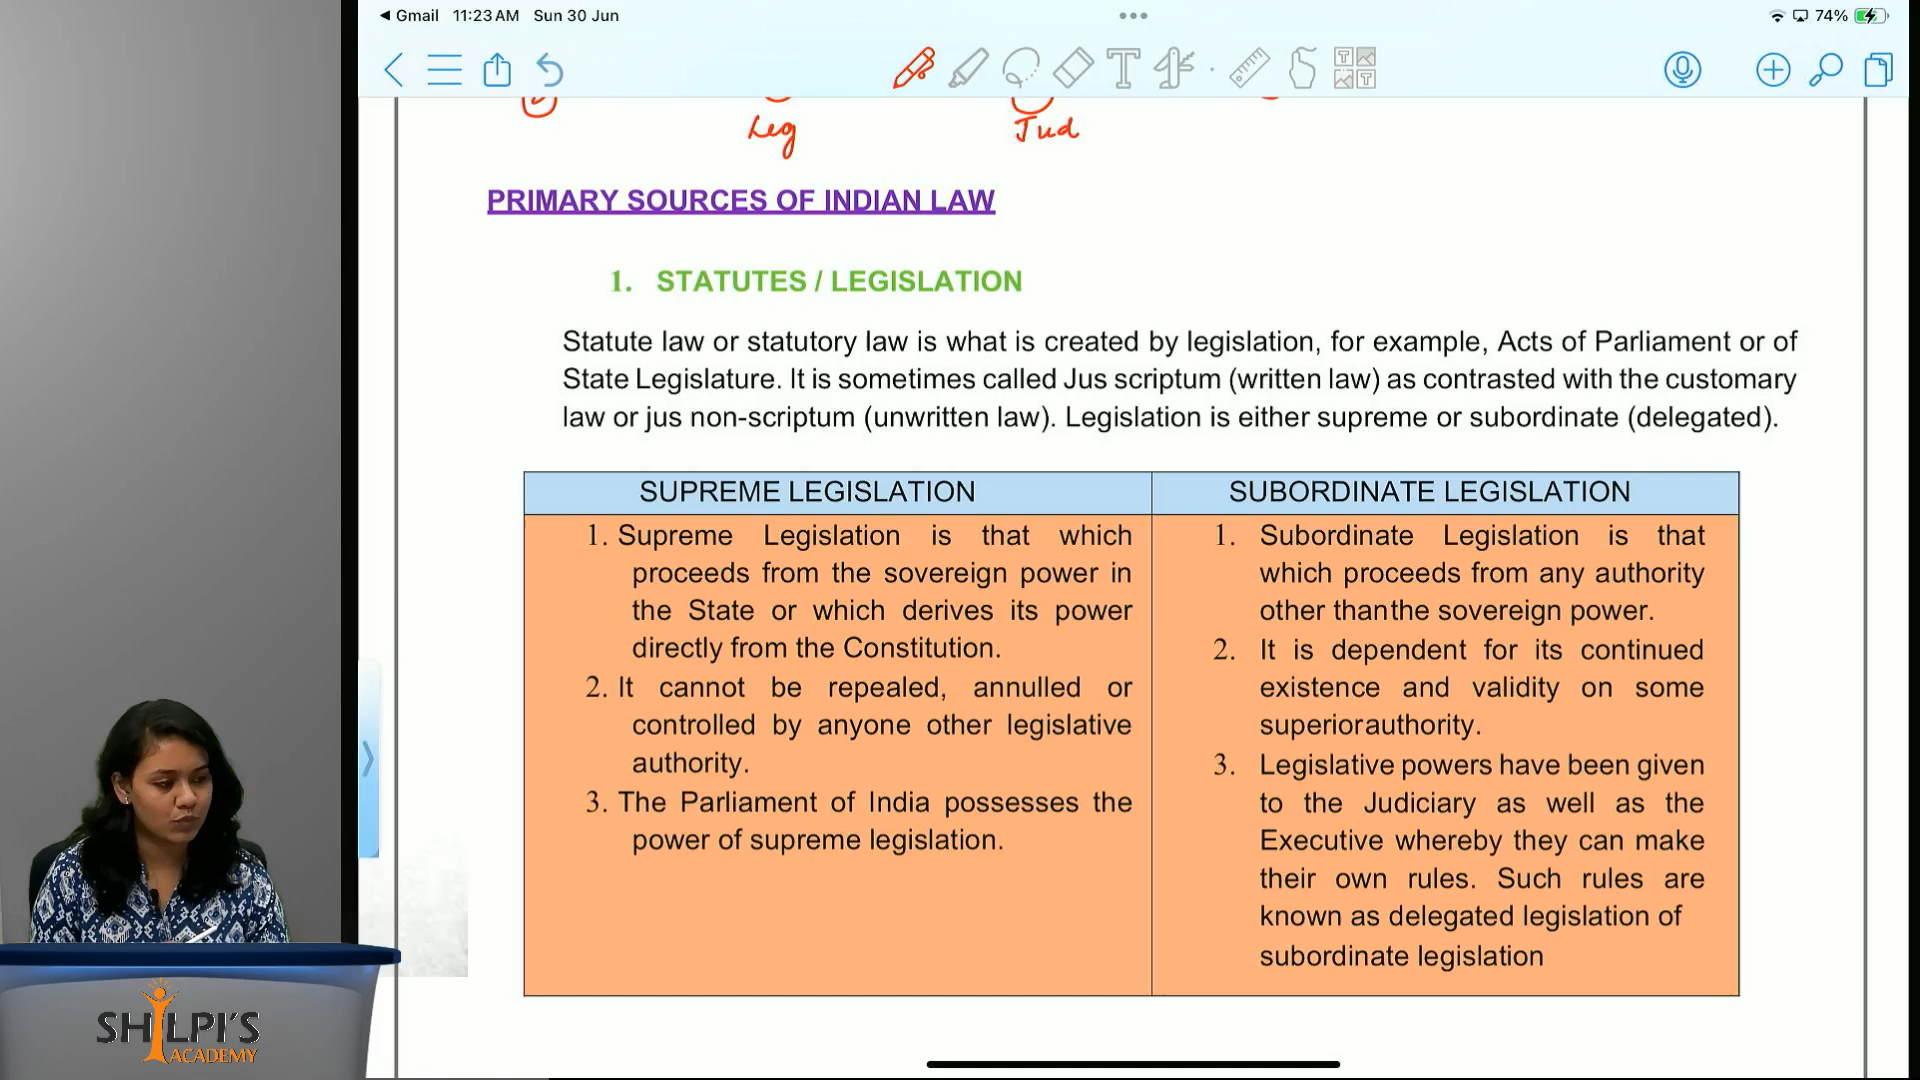 Gmail 11:23 AM Sun 30 Jun
74%
Leg
Jud
PRIMARY SOURCES OF INDIAN LAW
1. STATUTES / LEGISLATION
Statute law or statutory law is what is created by legislation, for example, Acts of Parliament or of
State Legislature. It is sometimes called Jus scriptum (written law) as contrasted with the customary
law or jus non-scriptum (unwritten law). Legislation is either supreme or subordinate (delegated).
SUPREME LEGISLATION
1. Supreme Legislation is that which
proceeds from the sovereign power in
the State or which derives its power
directly from the Constitution.
2. It cannot be repealed, annulled or
controlled by anyone other legislative
authority.
3. The Parliament of India possesses the
power of supreme legislation.
SUBORDINATE LEGISLATION
1. Subordinate Legislation is that
which proceeds from any authority
other thanthe sovereign power.
2. It is dependent for its continued
existence and validity on some
superiorauthority.
3. Legislative powers have been given
to the Judiciary as well as the
Executive whereby they can make
their own rules. Such rules are
known as delegated legislation of
subordinate legislation
SHILPI'S
ACADEMY